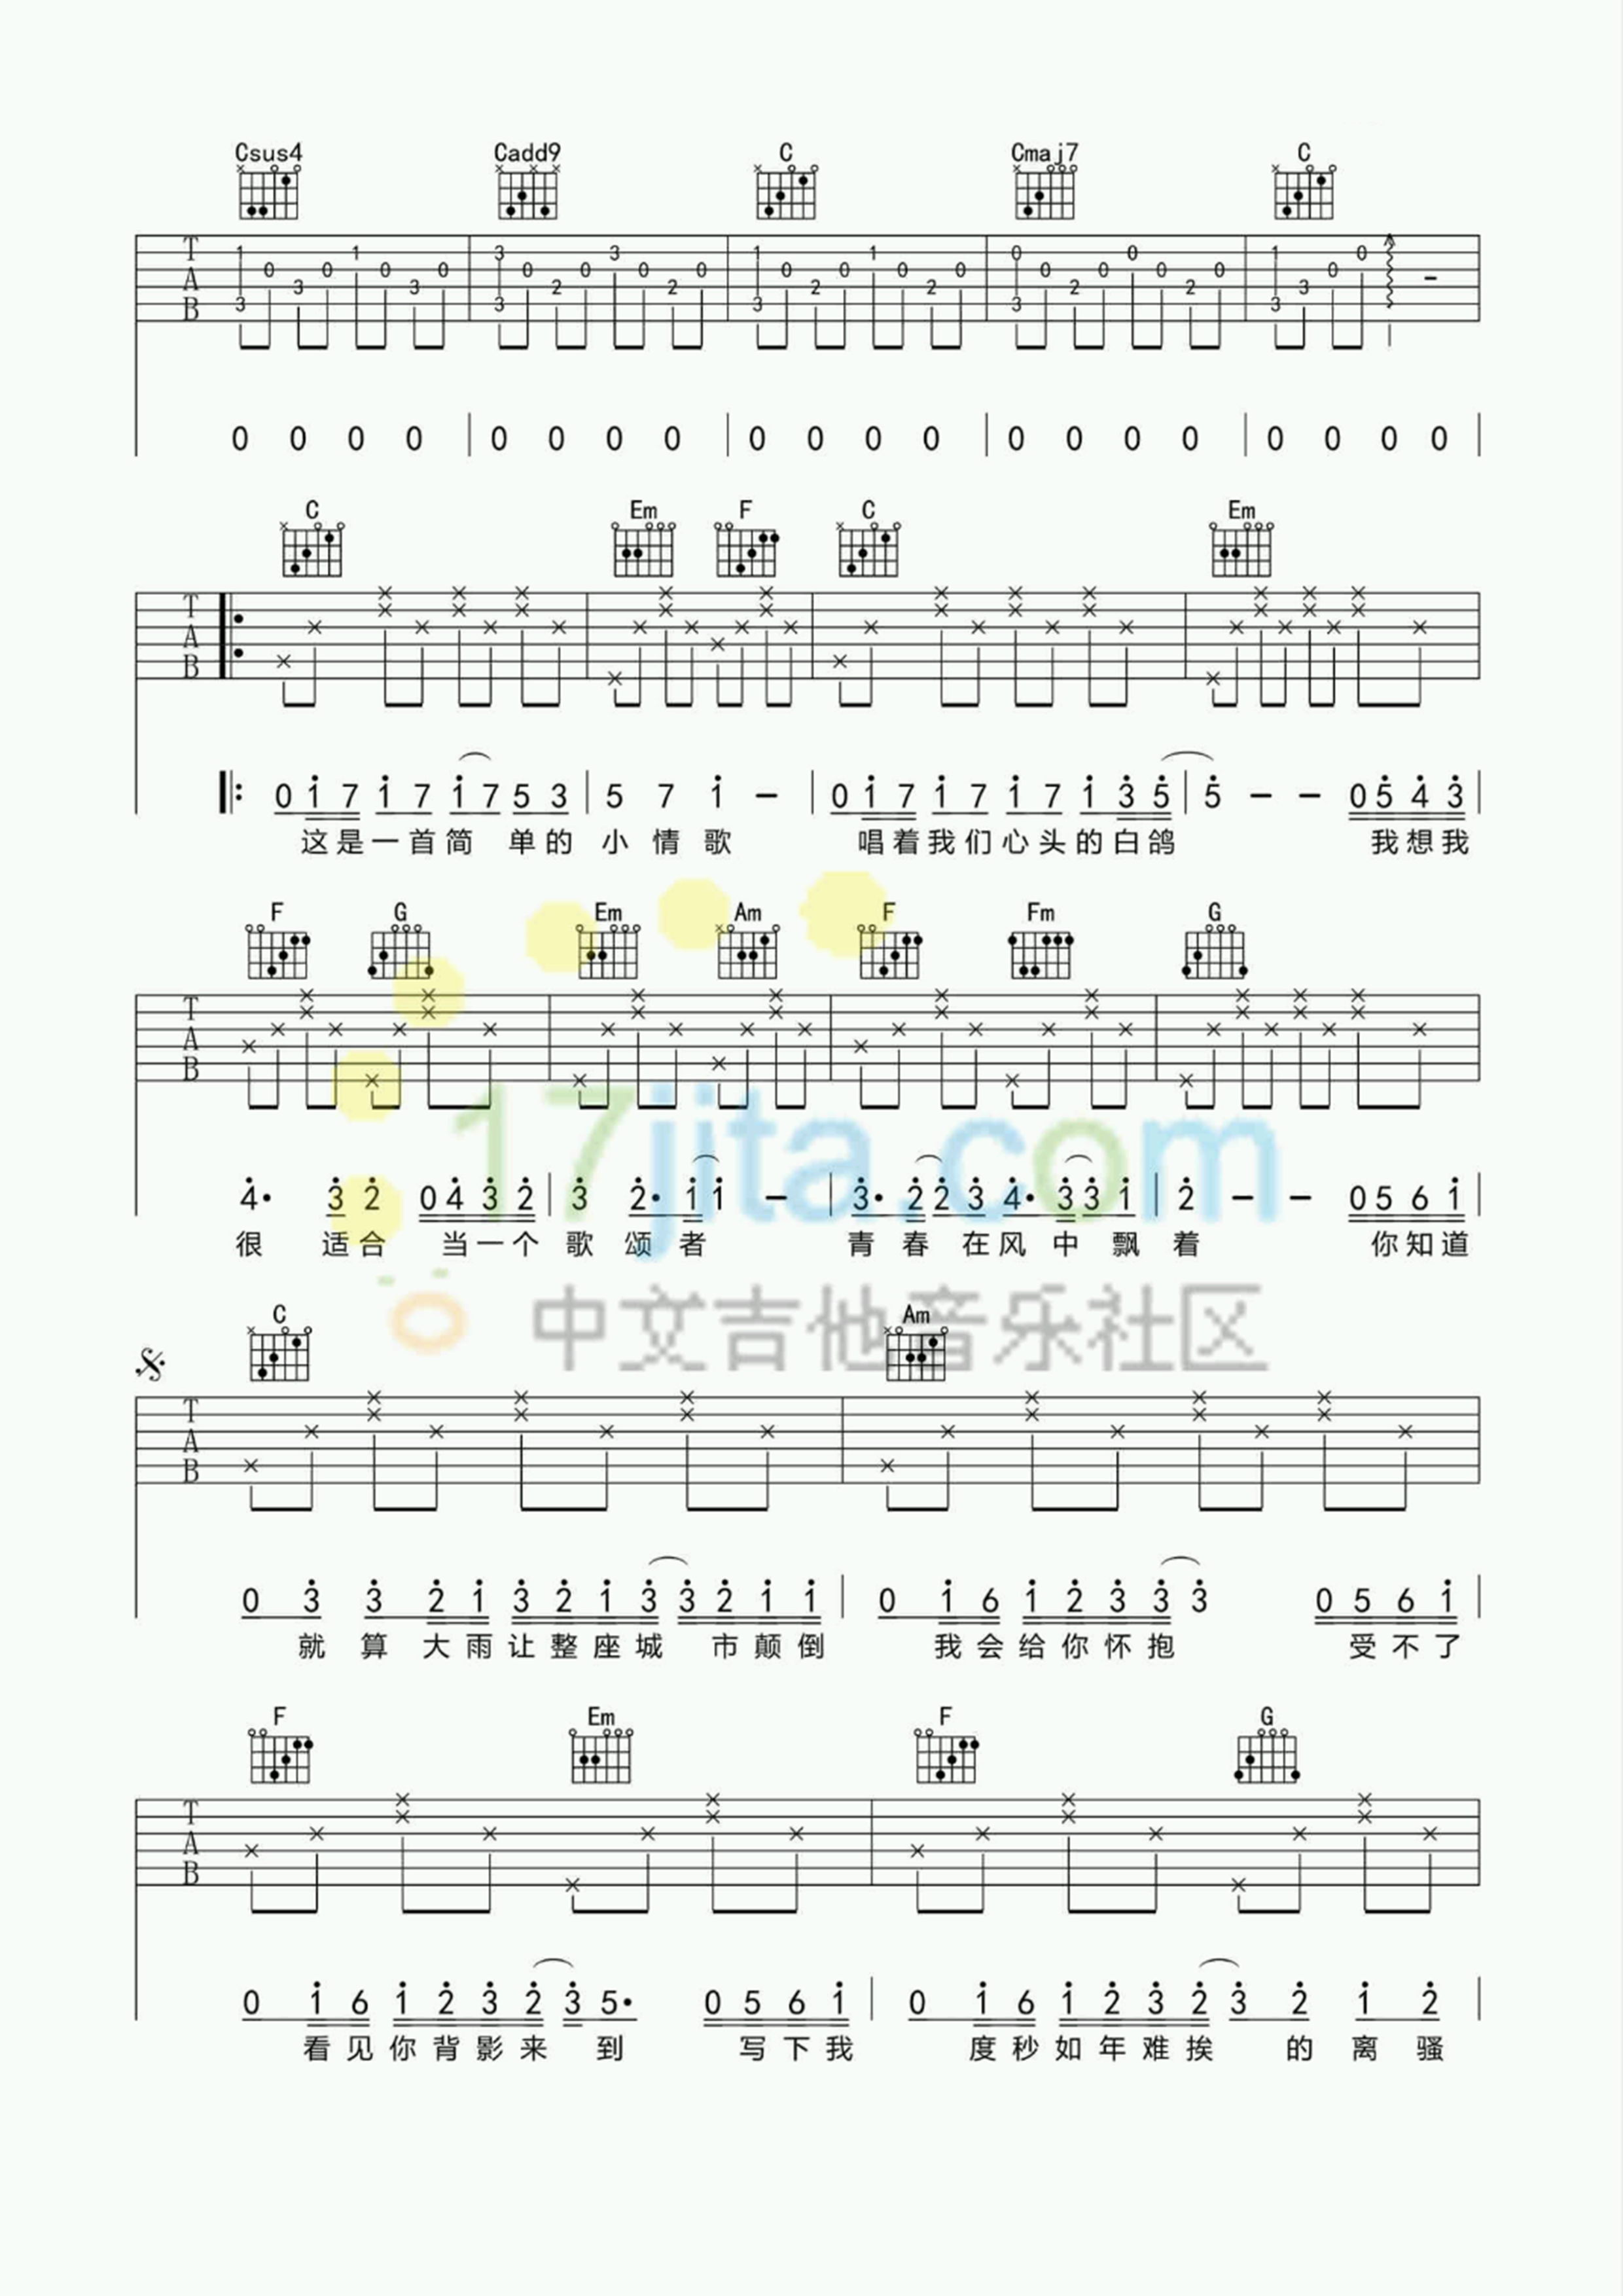 Csus4 Cadd9 C Cmaj7 C
T 1 0 3 0 1 0 3 0 3 0 2 0 3 0 2 0 1 0 2 0 1 0 2 0 0 0 2 0 0 0 2 0 1 3 0 0 -
A
B 3 3 3 3 3
0 0 0 0 | 0 0 0 0 | 0 0 0 0 | 0 0 0 0 | 0 0 0 0
C Em F C Em
T
A
B
0 1 7 1 7 1 7 5 3 | 5 7 1 - | 0 1 7 1 7 1 7 1 3 5 | 5 - - 0 5 4 3
这是一首简 单的 小 情 歌 唱着我们心头的白鸽 我想我
F G Em Am F Fm G
T
A
B
4· 3 2 0 4 3 2 | 3 2· 1 1 - | 3· 2 2 3 4· 3 3 1 | 2 - - 0 5 6 1
很 适合 当一个 歌 颂 者 青 春 在风 中 飘 着 你知道
17jita.com
中文吉他音乐社区
C Am
T
A
B
0 3 3 2 1 3 2 1 3 3 2 1 1 | 0 1 6 1 2 3 3 3 0 5 6 1
就 算 大雨让整座城 市颠倒 我会给你怀抱 受不了
F Em F G
T
A
B
0 1 6 1 2 3 2 3 5· 0 5 6 1 | 0 1 6 1 2 3 2 3 2 1 2
看见你背影来 到 写下我 度秒如年难挨 的 离 骚